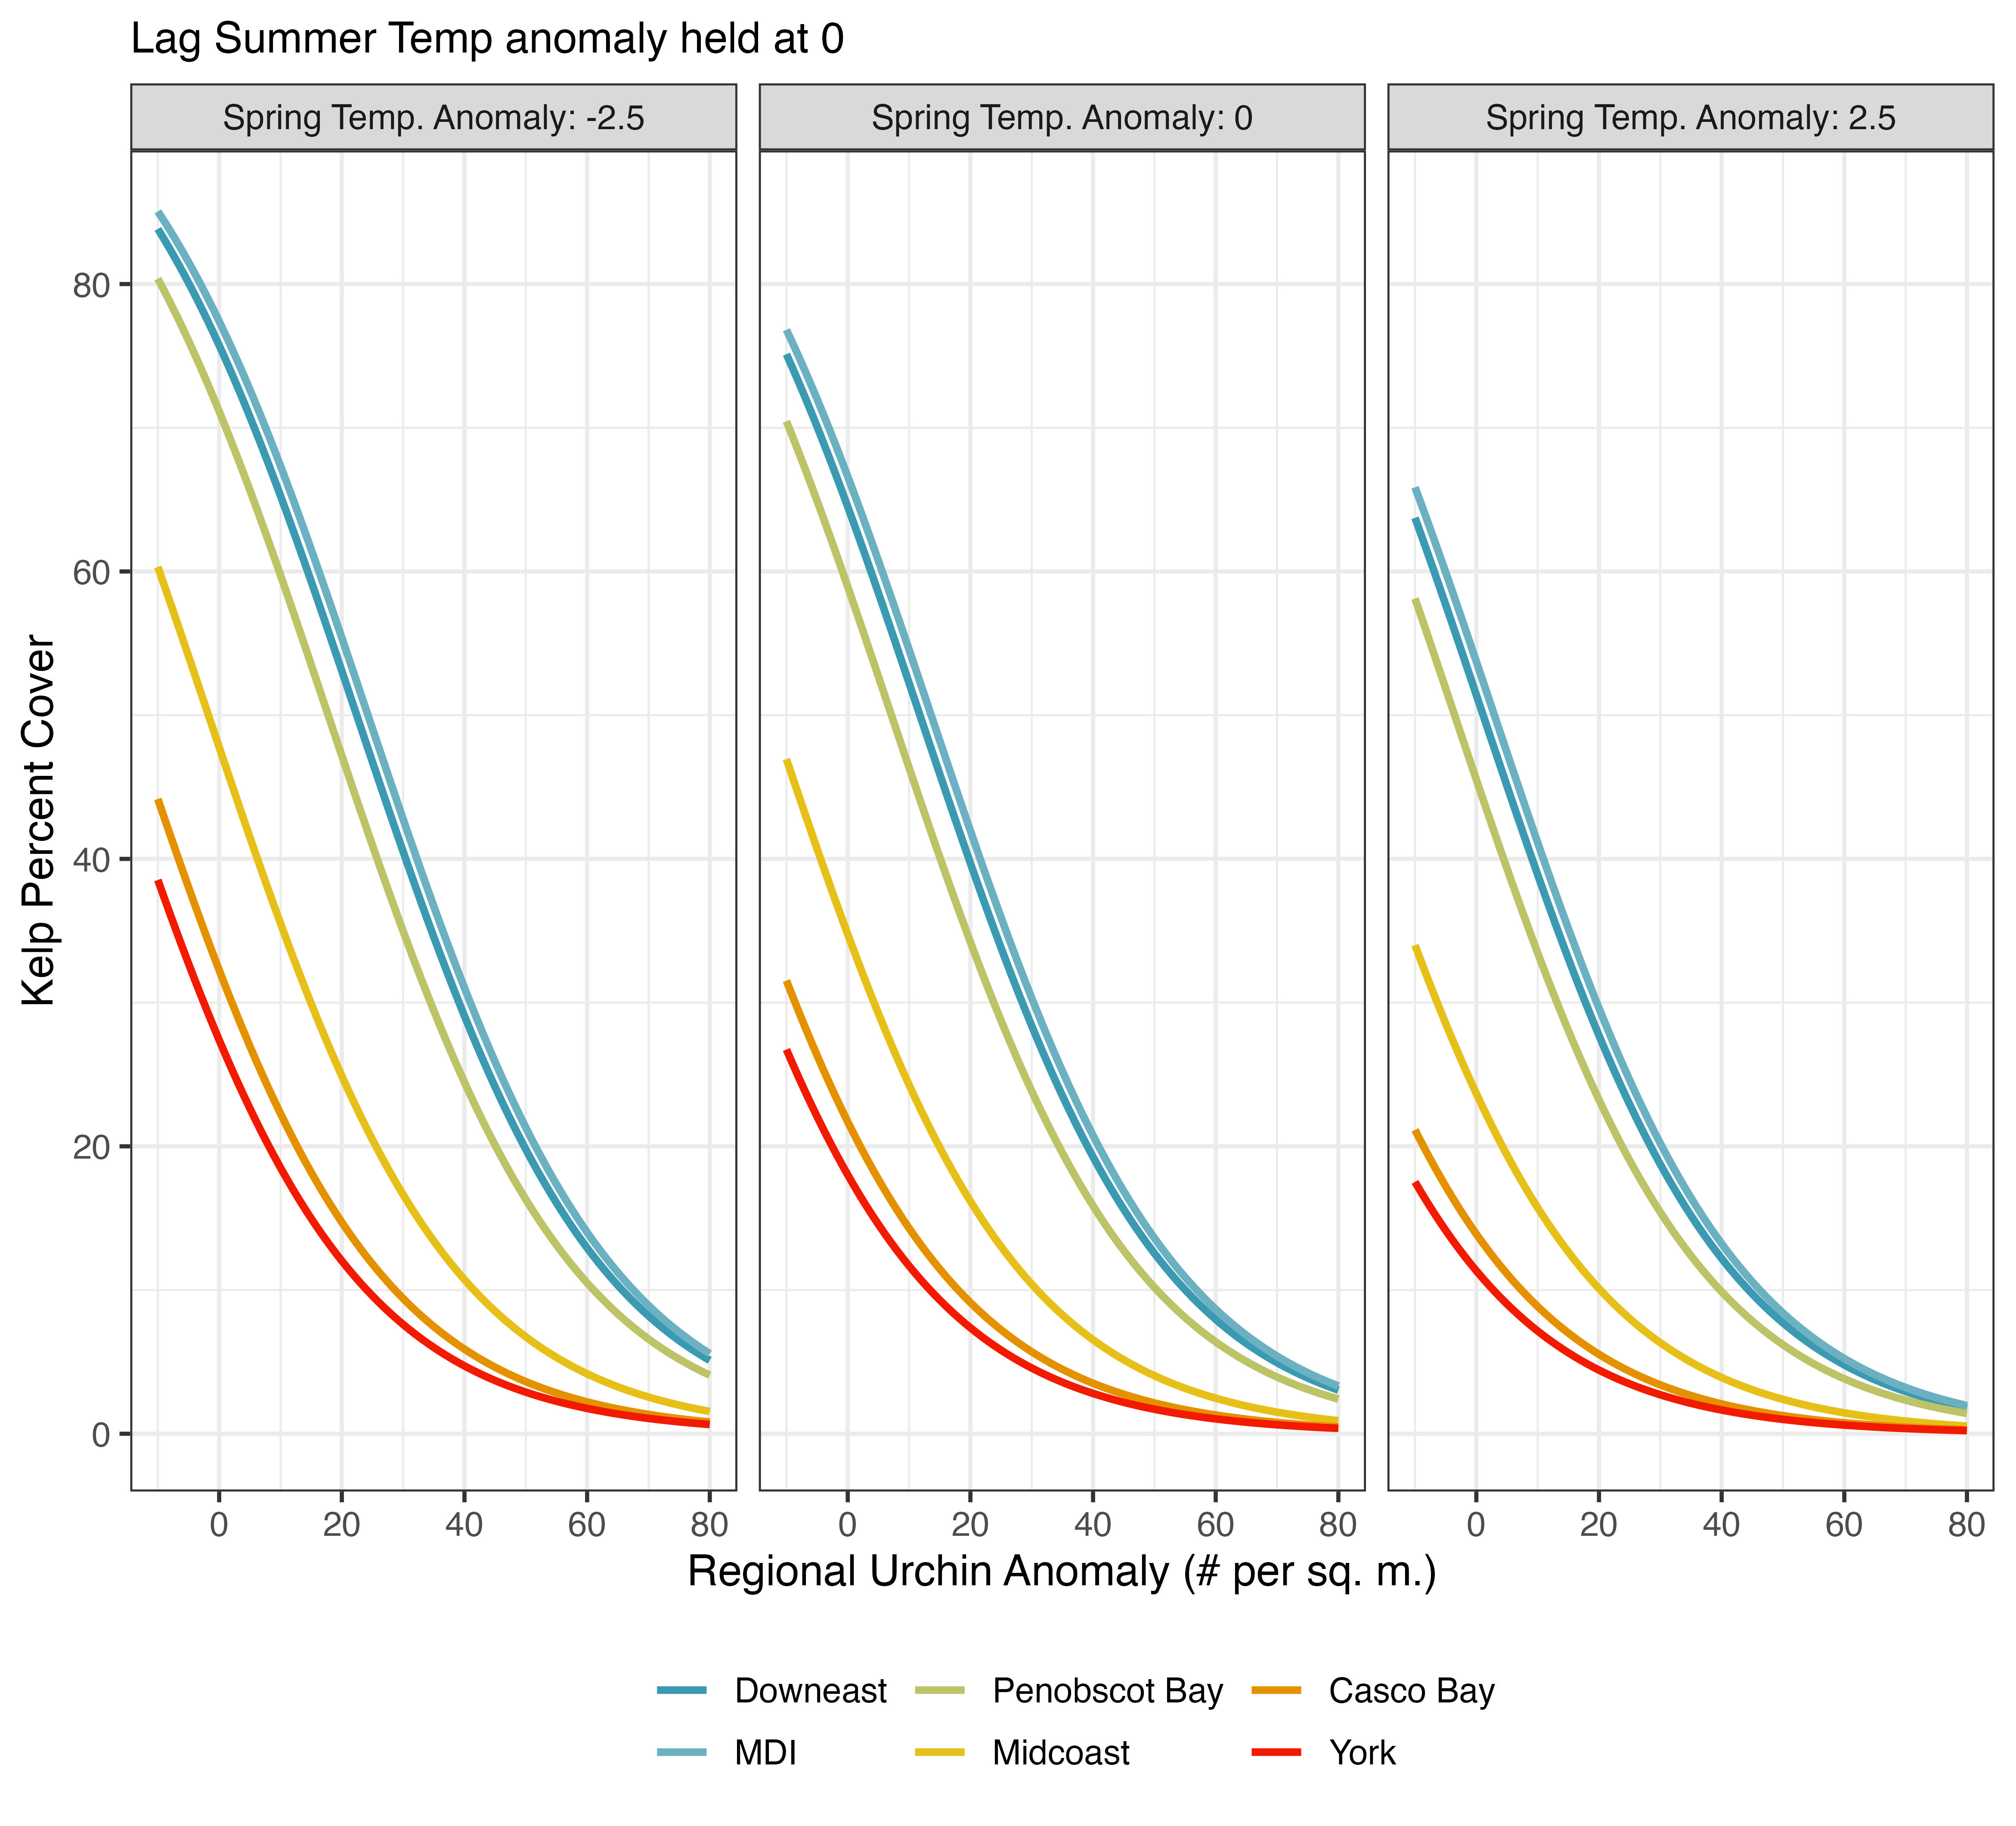 Lag Summer Temp anomaly held at 0
Spring Temp. Anomaly: -2.5
Spring Temp. Anomaly: 0
Spring Temp. Anomaly: 2.5
Kelp Percent Cover
80
60
40
20
0
0 20 40 60 80
0 20 40 60 80
0 20 40 60 80
Regional Urchin Anomaly (# per sq. m.)
Downeast Penobscot Bay Casco Bay
MDI Midcoast York